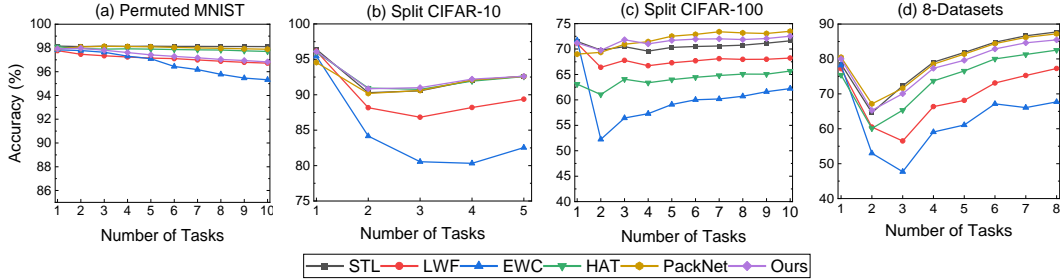 (a) Permuted MNIST
(b) Split CIFAR-10
(c) Split CIFAR-100
(d) 8-Datasets
Accuracy (%)
100
98
96
94
92
90
88
86
1 2 3 4 5 6 7 8 9 10
Number of Tasks
100
95
90
85
80
75
1 2 3 4 5
Number of Tasks
75
70
65
60
55
50
45
40
1 2 3 4 5 6 7 8 9 10
Number of Tasks
90
80
70
60
50
40
1 2 3 4 5 6 7 8
Number of Tasks
STL LWF EWC HAT PackNet Ours